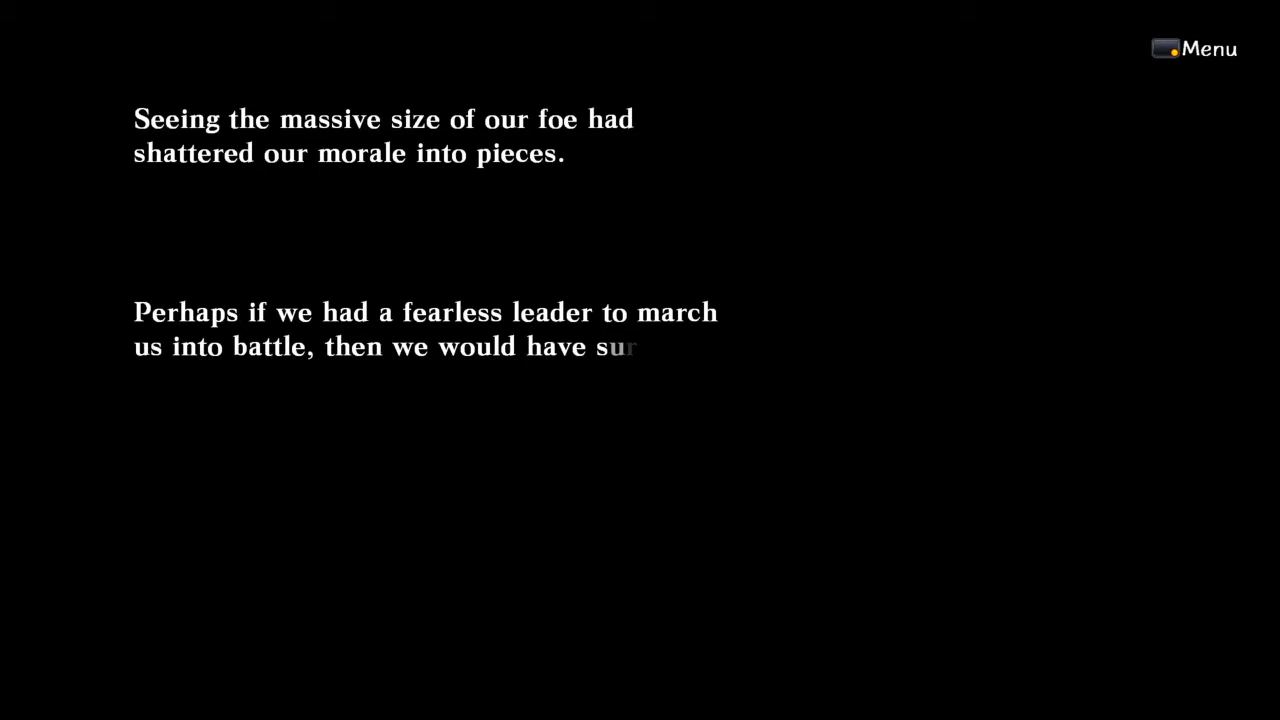 Menu
Seeing the massive size of our foe had
shattered our morale into pieces.
Perhaps if we had a fearless leader to march
us into battle, then we would have sur